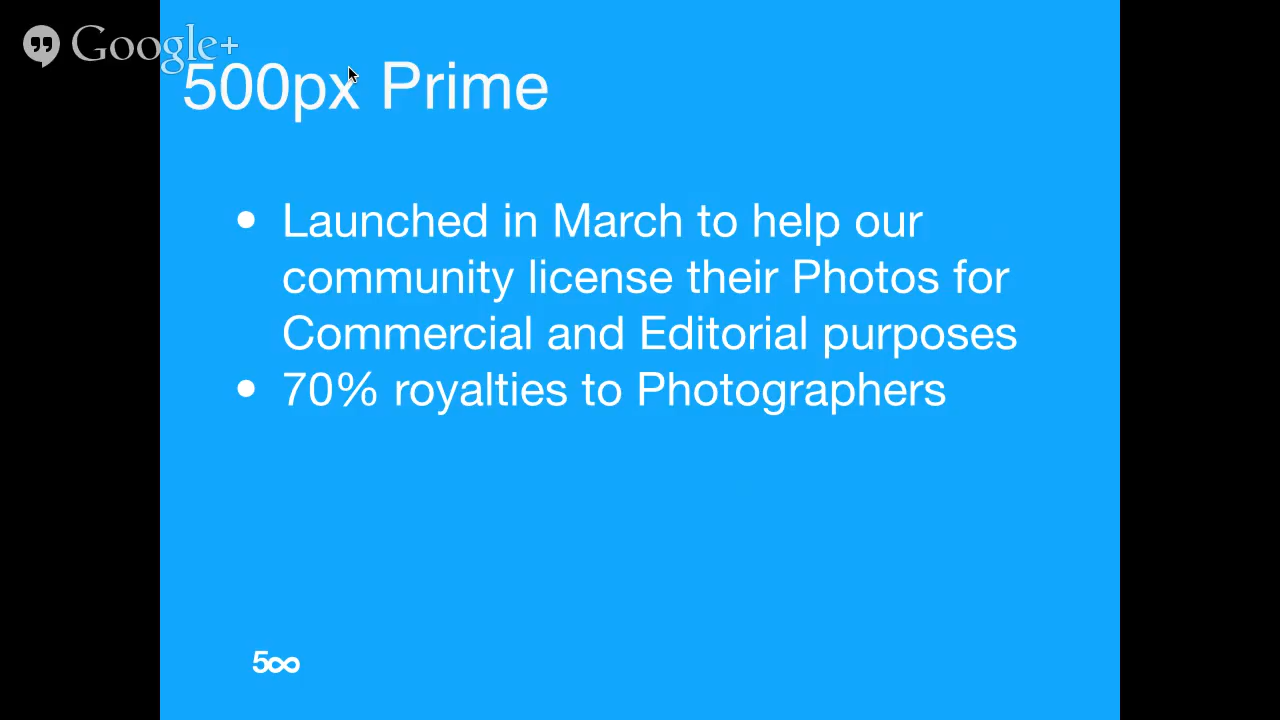 Google+
500px Prime
• Launched in March to help our
community license their Photos for
Commercial and Editorial purposes
• 70% royalties to Photographers
500